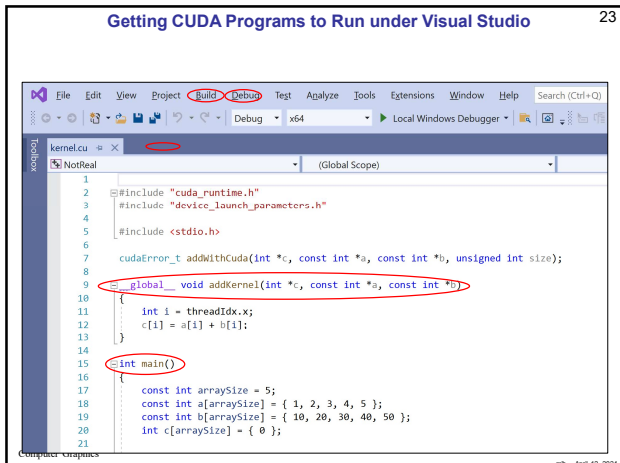 Getting CUDA Programs to Run under Visual Studio
23
File Edit View Project Build Debug Test Analyze Tools Extensions Window Help Search (Ctrl+Q)
Debug x64 Local Windows Debugger
Toolbox
kernel.cu
NotReal (Global Scope)
1
2 #include "cuda_runtime.h"
3 #include "device_launch_parameters.h"
4
5 #include <stdio.h>
6
7 cudaError_t addWithCuda(int *c, const int *a, const int *b, unsigned int size);
8
9 __global__ void addKernel(int *c, const int *a, const int *b)
10 {
11 int i = threadIdx.x;
12 c[i] = a[i] + b[i];
13 }
14
15 int main()
16 {
17 const int arraySize = 5;
18 const int a[arraySize] = { 1, 2, 3, 4, 5 };
19 const int b[arraySize] = { 10, 20, 30, 40, 50 };
20 int c[arraySize] = { 0 };
21
Computer Graphics